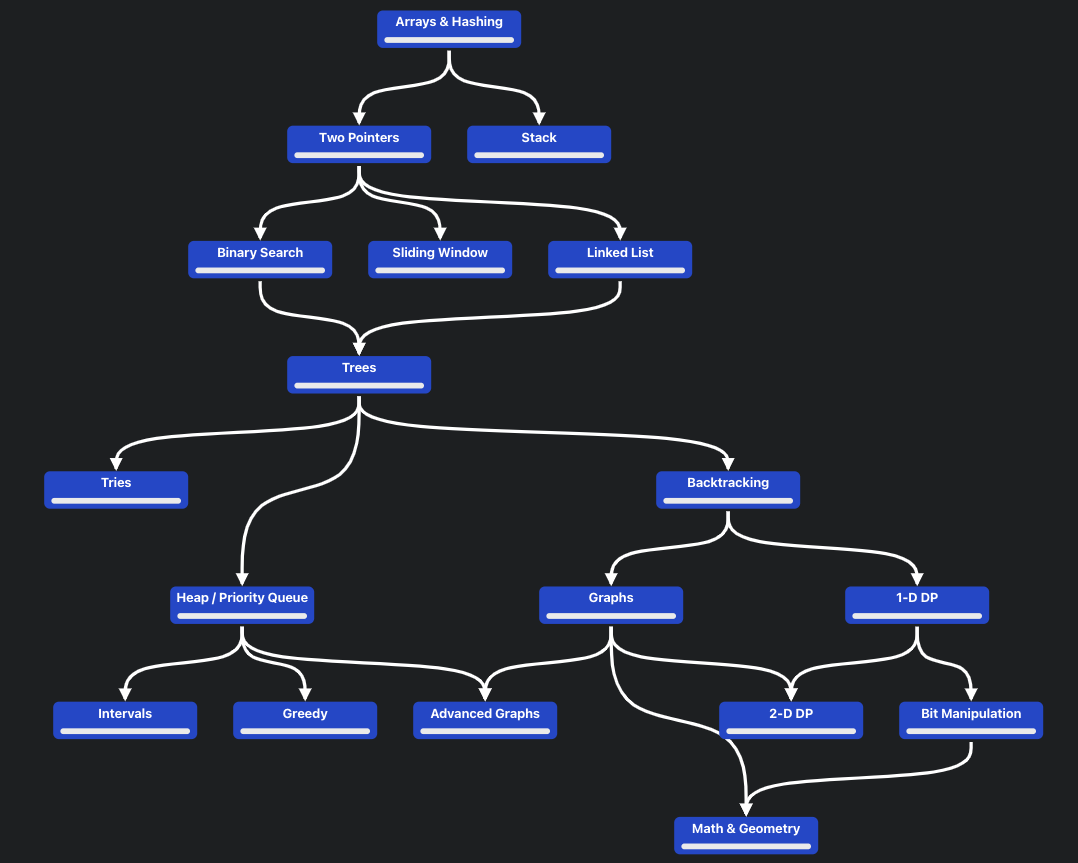 Arrays & Hashing
Two Pointers
Stack
Binary Search
Sliding Window
Linked List
Trees
Tries
Backtracking
Heap / Priority Queue
Graphs
1-D DP
Intervals
Greedy
Advanced Graphs
2-D DP
Bit Manipulation
Math & Geometry